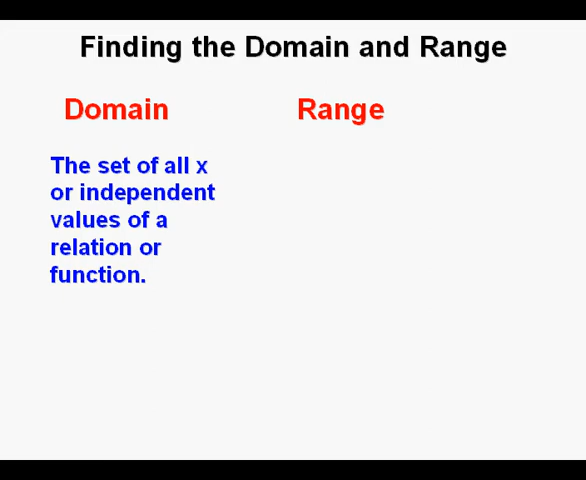 Finding the Domain and Range
Domain
Range
The set of all x
or independent
values of a
relation or
function.